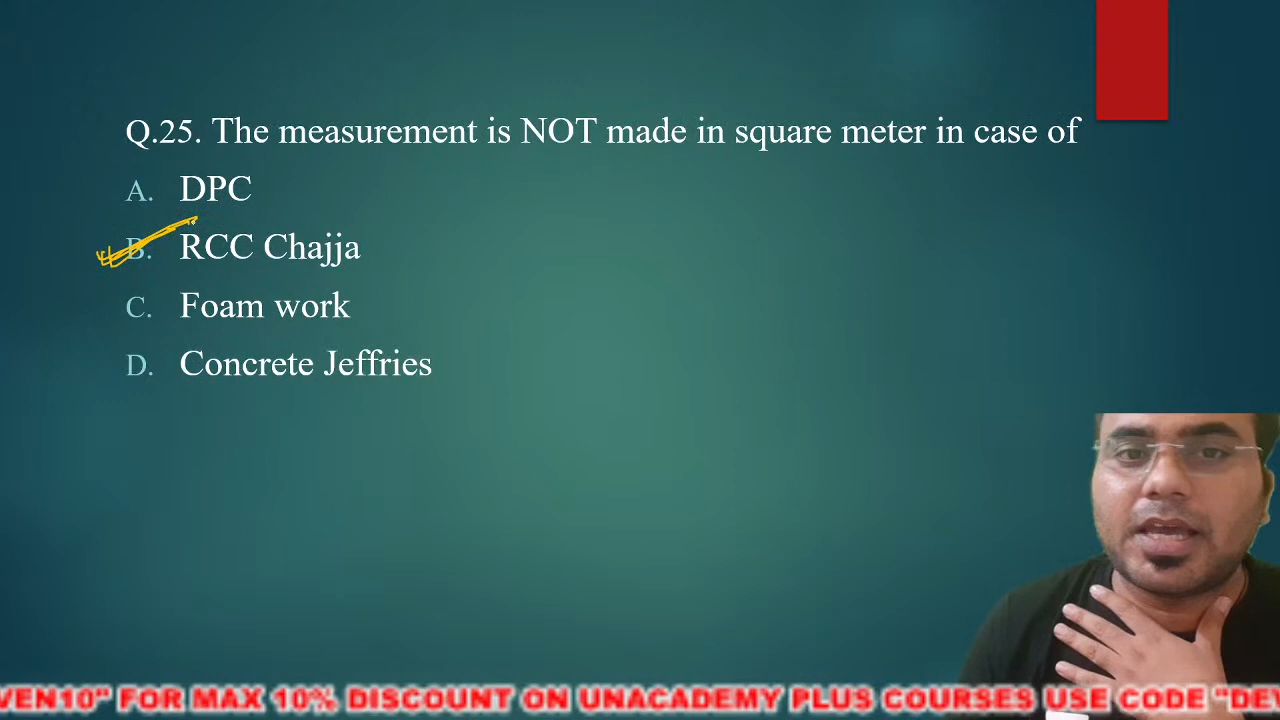 Q.25. The measurement is NOT made in square meter in case of
A. DPC
B. RCC Chajja
C. Foam work
D. Concrete Jeffries
VEN10" FOR MAX 10% DISCOUNT ON UNACADEMY PLUS COURSES USE CODE "DEV